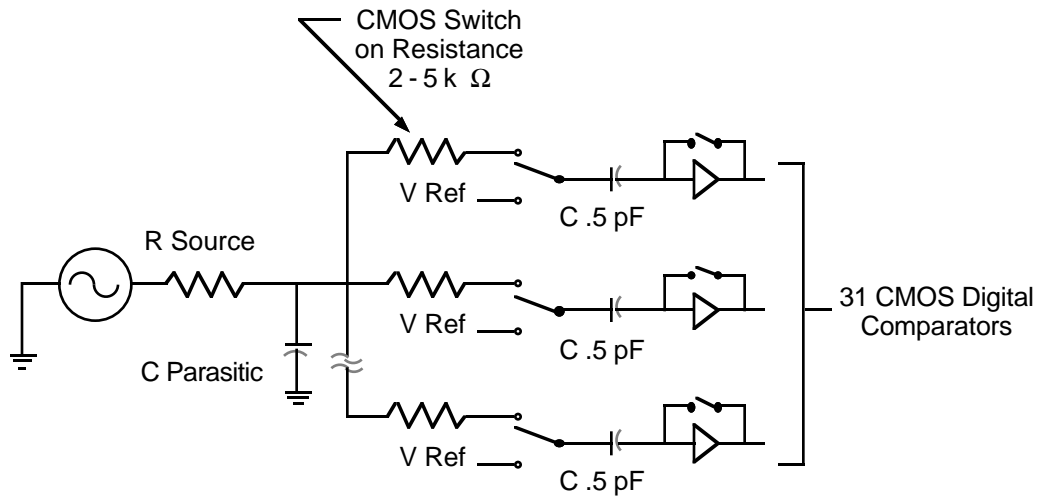 CMOS Switch
on Resistance
2 - 5 k Ω
V Ref
C .5 pF
R Source
V Ref
C .5 pF
31 CMOS Digital
Comparators
C Parasitic
V Ref
C .5 pF